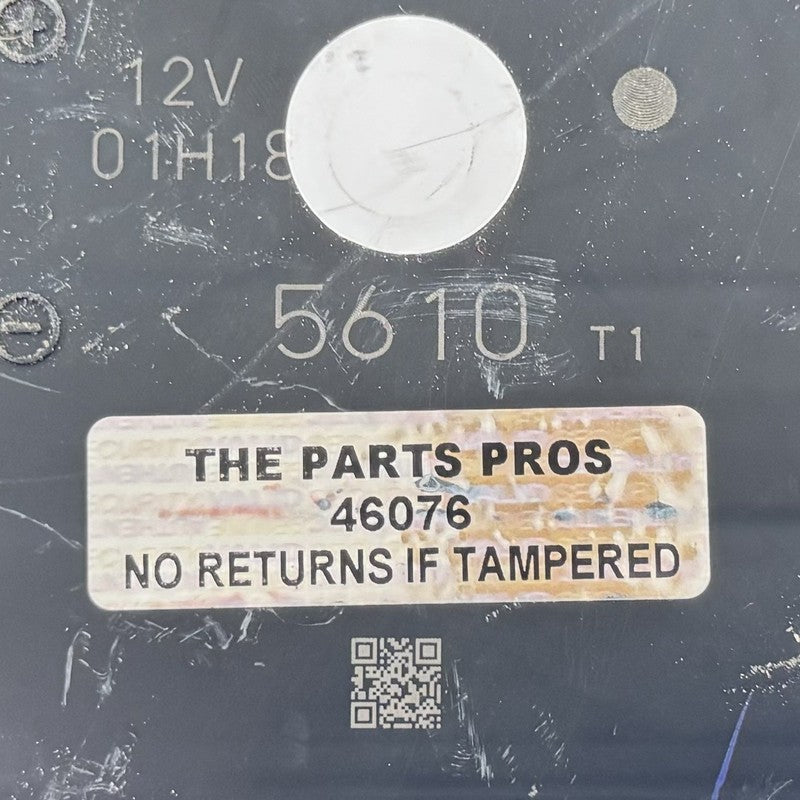 12V
01H18
5610 T1
THE PARTS PROS
46076
NO RETURNS IF TAMPERED